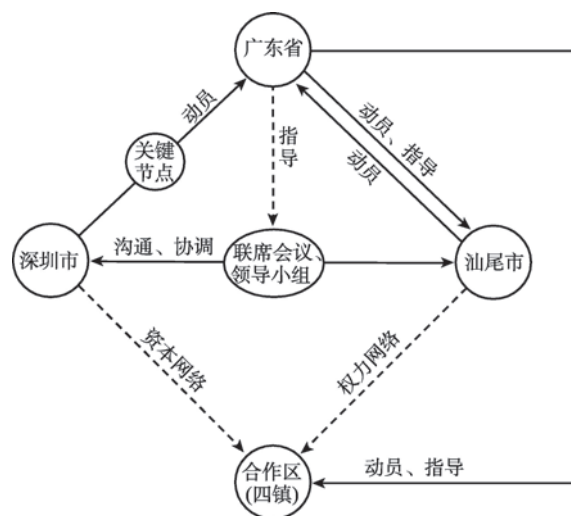 广东省
动员
关键
节点
指导
动员、指导
动员
深圳市
沟通、协调
联席会议、
领导小组
汕尾市
资本网络
权力网络
合作区
(四镇)
动员、指导